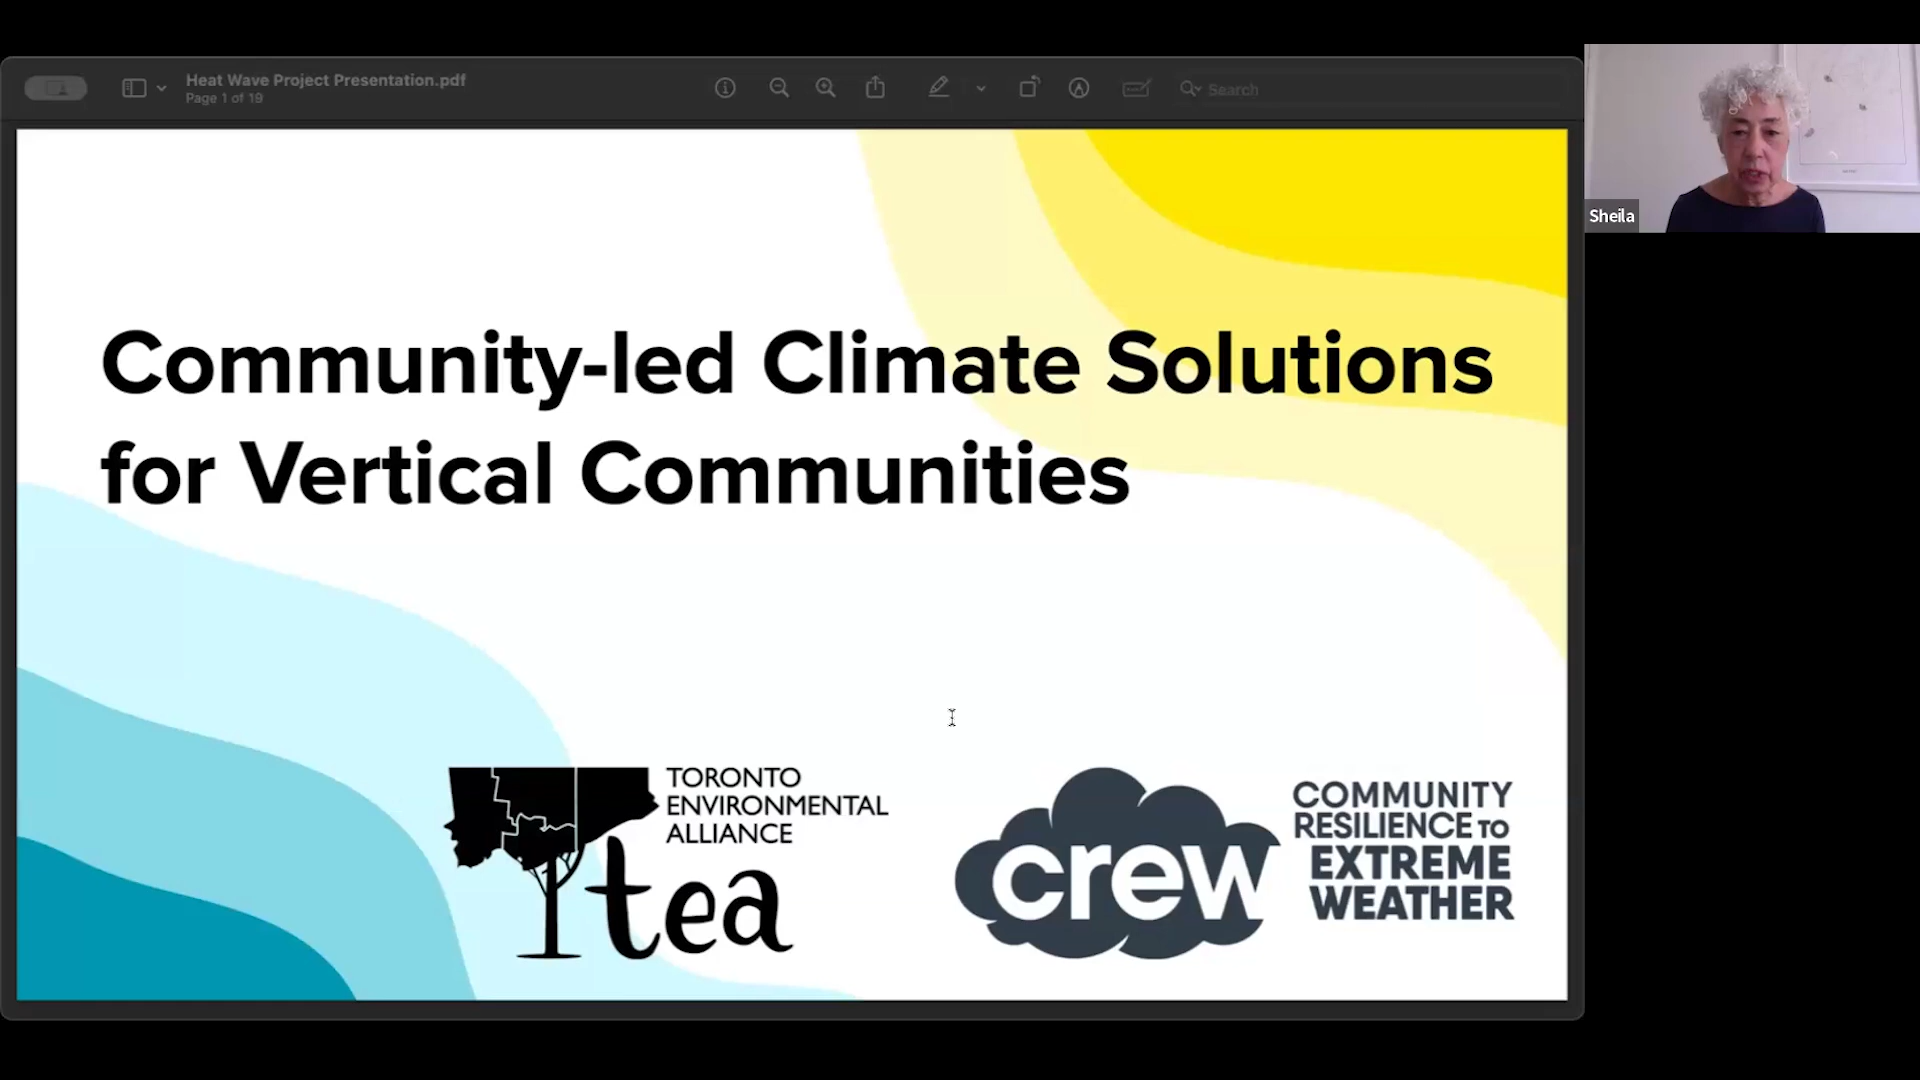 Heat Wave Project Presentation.pdf
Page 1 of 19
Search
Sheila
Community-led Climate Solutions
for Vertical Communities
TORONTO
ENVIRONMENTAL
ALLIANCE
tea
crew
COMMUNITY
RESILIENCE TO
EXTREME
WEATHER